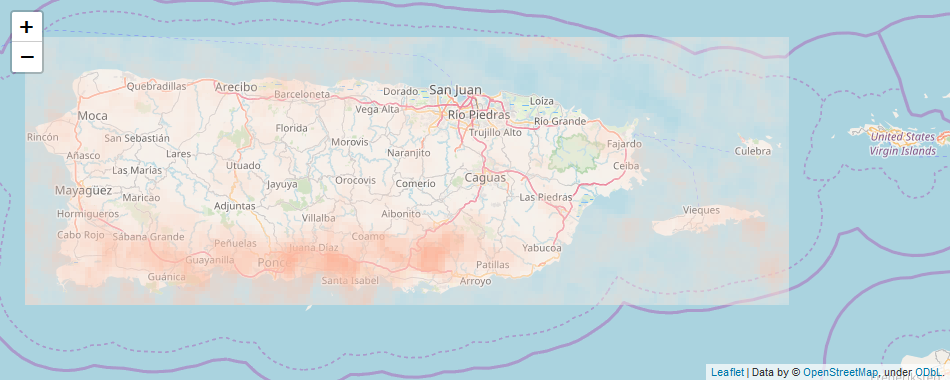 +
−
Quebradillas
Arecibo
Barceloneta
Dorado
San Juan
Loíza
Vega Alta
Río Piedras
Río Grande
Moca
Rincón
San Sebastián
Florida
Morovis
Trujillo Alto
Fajardo
Culebra
United States
Virgin Islands
Añasco
Lares
Naranjito
Ceiba
Las Marías
Utuado
Mayagüez
Maricao
Jayuya
Orocovis
Comerío
Caguas
Las Piedras
Hormigueros
Adjuntas
Villalba
Aibonito
Vieques
Cabo Rojo
Sábana Grande
Peñuelas
Juana Díaz
Coamo
Yabucoa
Guayanilla
Ponce
Patillas
Guánica
Santa Isabel
Arroyo
Leaflet | Data by © OpenStreetMap, under ODbL.